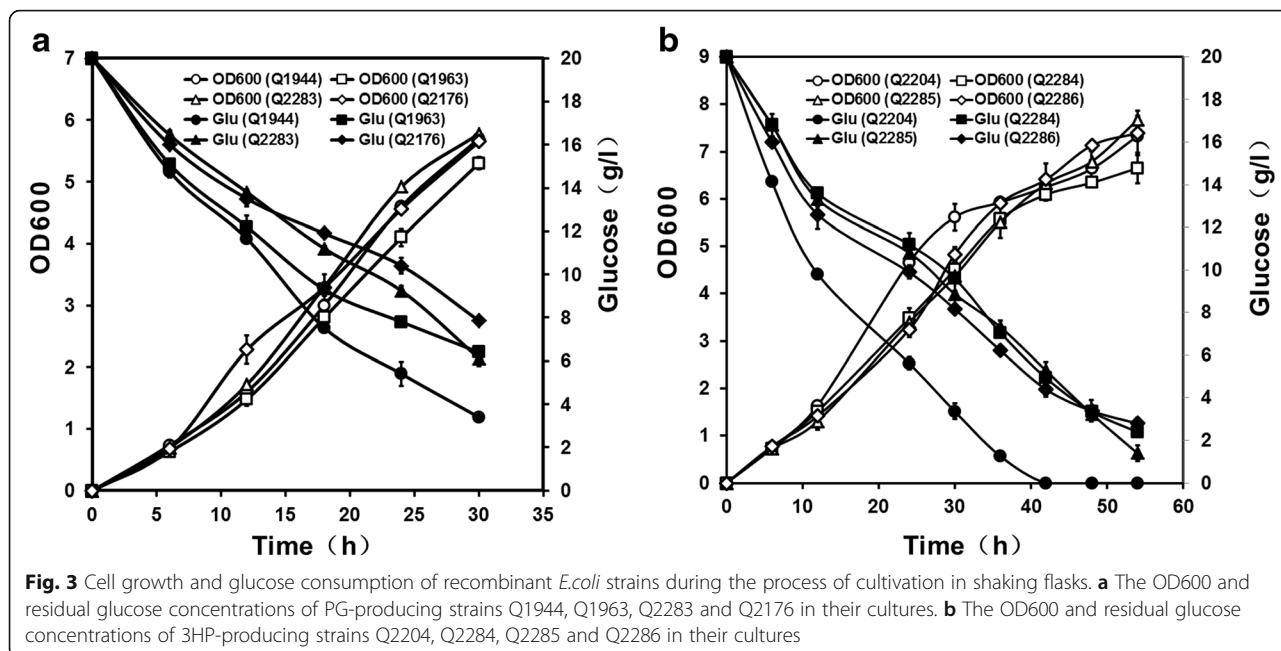 a
7
6
5
4
3
2
1
0
OD600
0 5 10 15 20 25 30 35
Time（h）
20
18
16
14
12
10
8
6
4
2
0
Glucose（g/l）
OD600 (Q1944) OD600 (Q1963)
OD600 (Q2283) OD600 (Q2176)
Glu (Q1944) Glu (Q1963)
Glu (Q2283) Glu (Q2176)
b
9
8
7
6
5
4
3
2
1
0
OD600
0 10 20 30 40 50 60
Time（h）
20
18
16
14
12
10
8
6
4
2
0
Glucose（g/l）
OD600 (Q2204) OD600 (Q2284)
OD600 (Q2285) OD600 (Q2286)
Glu (Q2204) Glu (Q2284)
Glu (Q2285) Glu (Q2286)
Fig. 3 Cell growth and glucose consumption of recombinant E.coli strains during the process of cultivation in shaking flasks. a The OD600 and
residual glucose concentrations of PG-producing strains Q1944, Q1963, Q2283 and Q2176 in their cultures. b The OD600 and residual glucose
concentrations of 3HP-producing strains Q2204, Q2284, Q2285 and Q2286 in their cultures